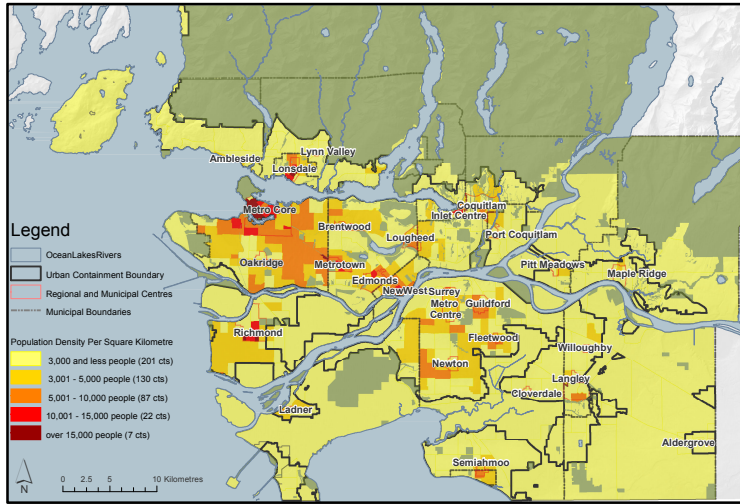 Ambleside
Lynn Valley
Lonsdale
Metro Core
Brentwood
Coquitlam
Inlet Centre
Port Coquitlam
Lougheed
Oakridge
Metrotown
Edmonds
NewWest
Surrey
Metro
Centre
Guildford
Pitt Meadows
Maple Ridge
Richmond
Fleetwood
Willoughby
Newton
Langley
Cloverdale
Ladner
Aldergrove
Semiahmoo
Legend
OceanLakesRivers
Urban Containment Boundary
Regional and Municipal Centres
Municipal Boundaries
Population Density Per Square Kilometre
3,000 and less people (201 cts)
3,001 - 5,000 people (130 cts)
5,001 - 10,000 people (87 cts)
10,001 - 15,000 people (22 cts)
over 15,000 people (7 cts)
N
0 2.5 5 10 Kilometres